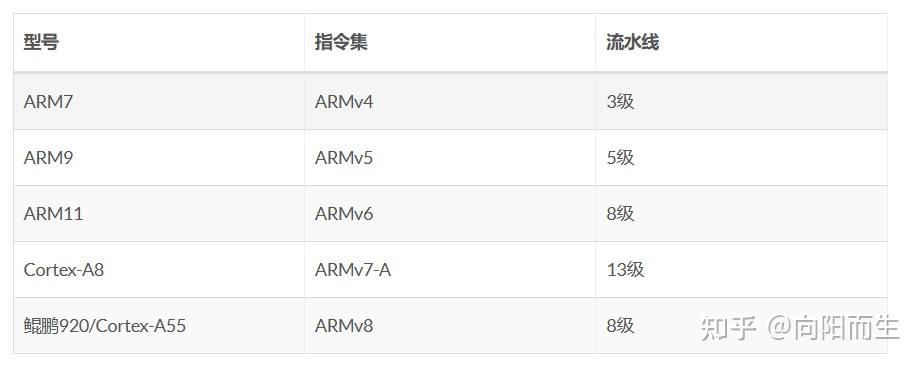 型号 指令集 流水线
ARM7 ARMv4 3级
ARM9 ARMv5 5级
ARM11 ARMv6 8级
Cortex-A8 ARMv7-A 13级
鲲鹏920/Cortex-A55 ARMv8 8级
知乎 @向阳而生